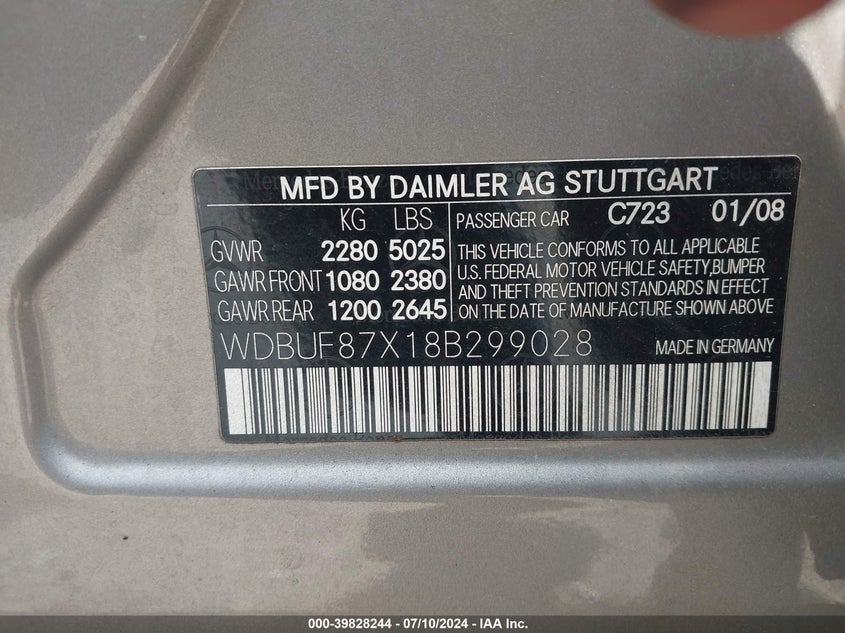 MFD BY DAIMLER AG STUTTGART
KG LBS
GVWR 2280 5025
GAWR FRONT 1080 2380
GAWR REAR 1200 2645
PASSENGER CAR C723 01/08
THIS VEHICLE CONFORMS TO ALL APPLICABLE
U.S. FEDERAL MOTOR VEHICLE SAFETY,BUMPER
AND THEFT PREVENTION STANDARDS IN EFFECT
ON THE DATE OF MANUFACTURE SHOWN ABOVE
WDBUF87X18B299028 MADE IN GERMANY
000-39828244 - 07/10/2024 - IAA Inc.